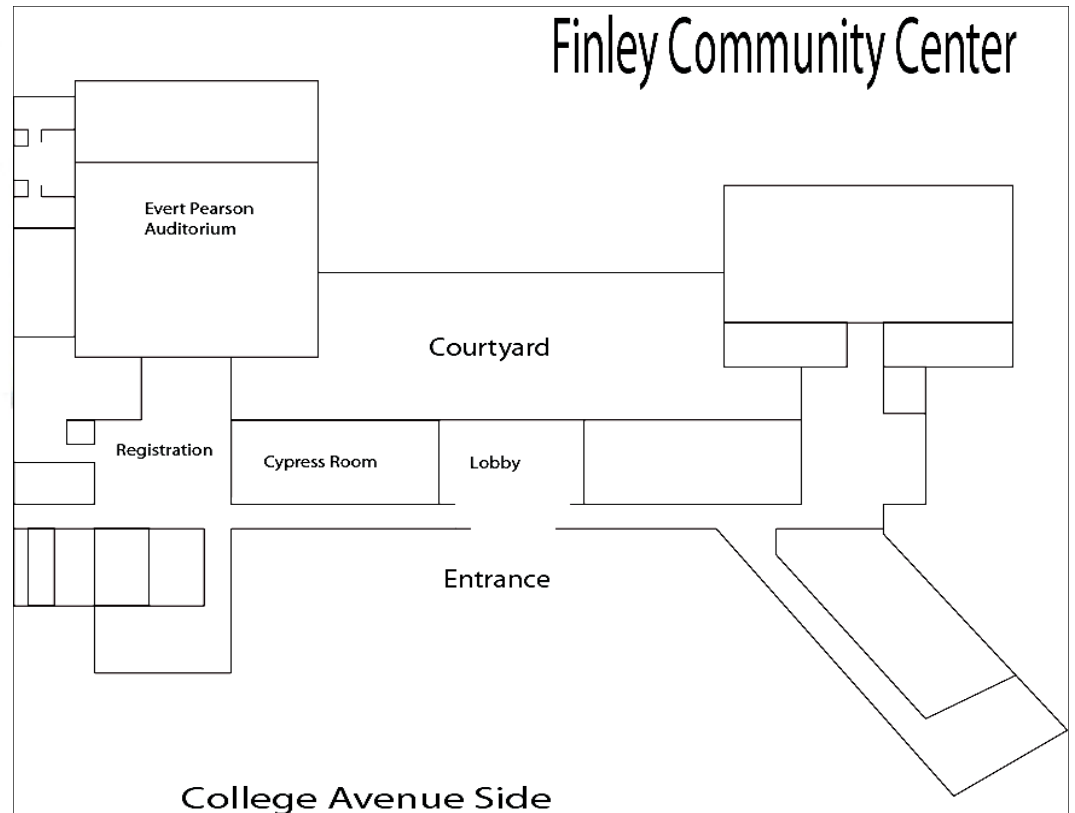 Finley Community Center
Evert Pearson
Auditorium
Courtyard
Registration
Cypress Room
Lobby
Entrance
College Avenue Side